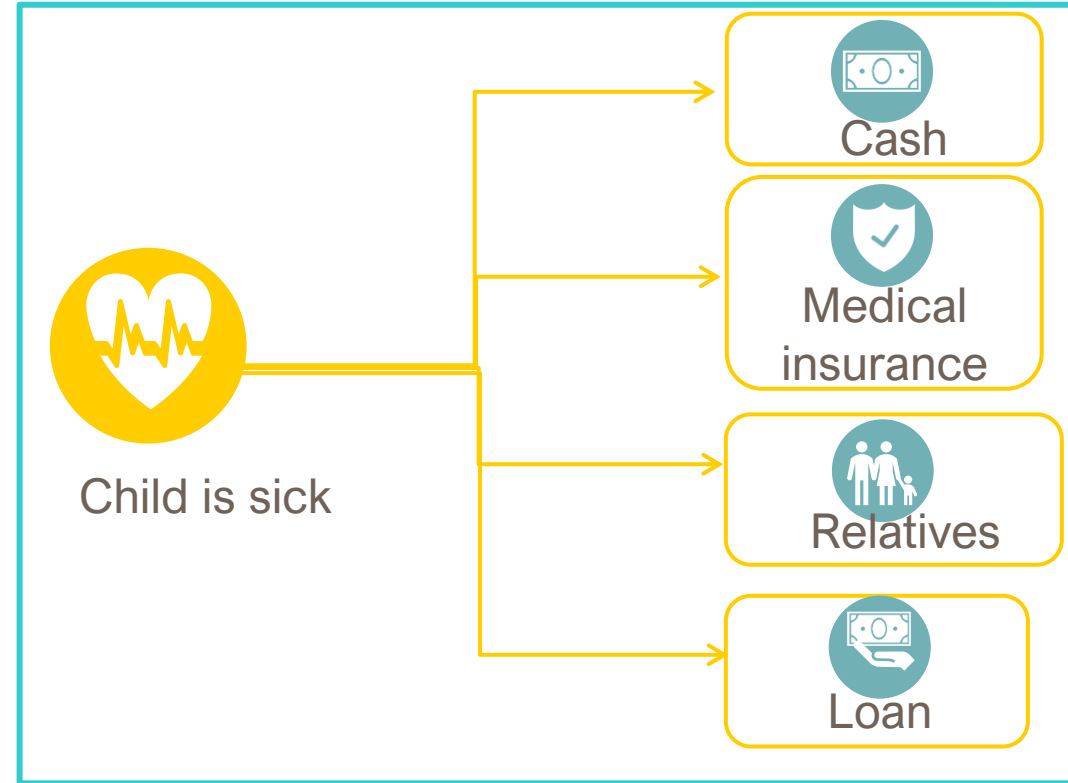 Cash
Medical
insurance
Child is sick
Relatives
Loan